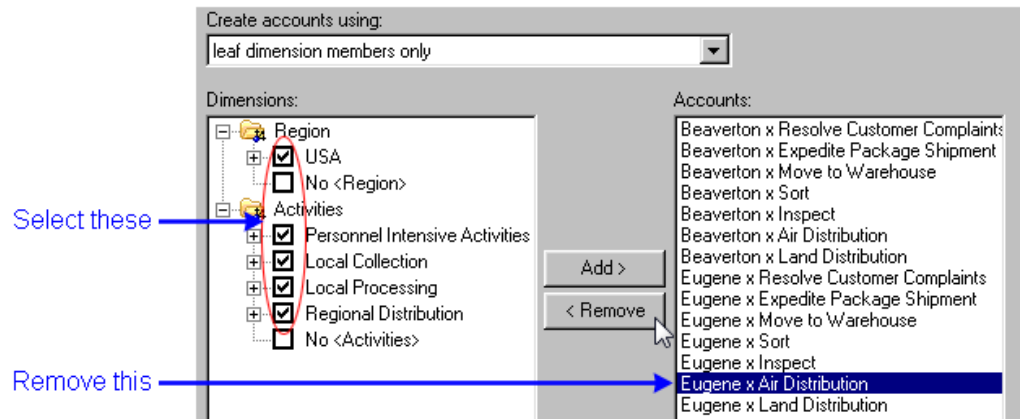 Create accounts using:
leaf dimension members only
Dimensions:
Region
USA
No <Region>
Activities
Personnel Intensive Activities
Local Collection
Local Processing
Regional Distribution
No <Activities>
Select these
Remove this
Add >
< Remove
Accounts:
Beaverton x Resolve Customer Complaints
Beaverton x Expedite Package Shipment
Beaverton x Move to Warehouse
Beaverton x Sort
Beaverton x Inspect
Beaverton x Air Distribution
Beaverton x Land Distribution
Eugene x Resolve Customer Complaints
Eugene x Expedite Package Shipment
Eugene x Move to Warehouse
Eugene x Sort
Eugene x Inspect
Eugene x Air Distribution
Eugene x Land Distribution